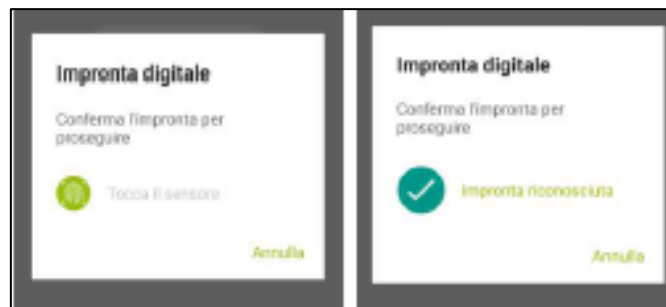 Impronta digitale
Conferma l'impronta per
proseguire
Tocca il sensore
Annulla
Impronta digitale
Conferma l'impronta per
proseguire
Impronta riconosciuta
Annulla